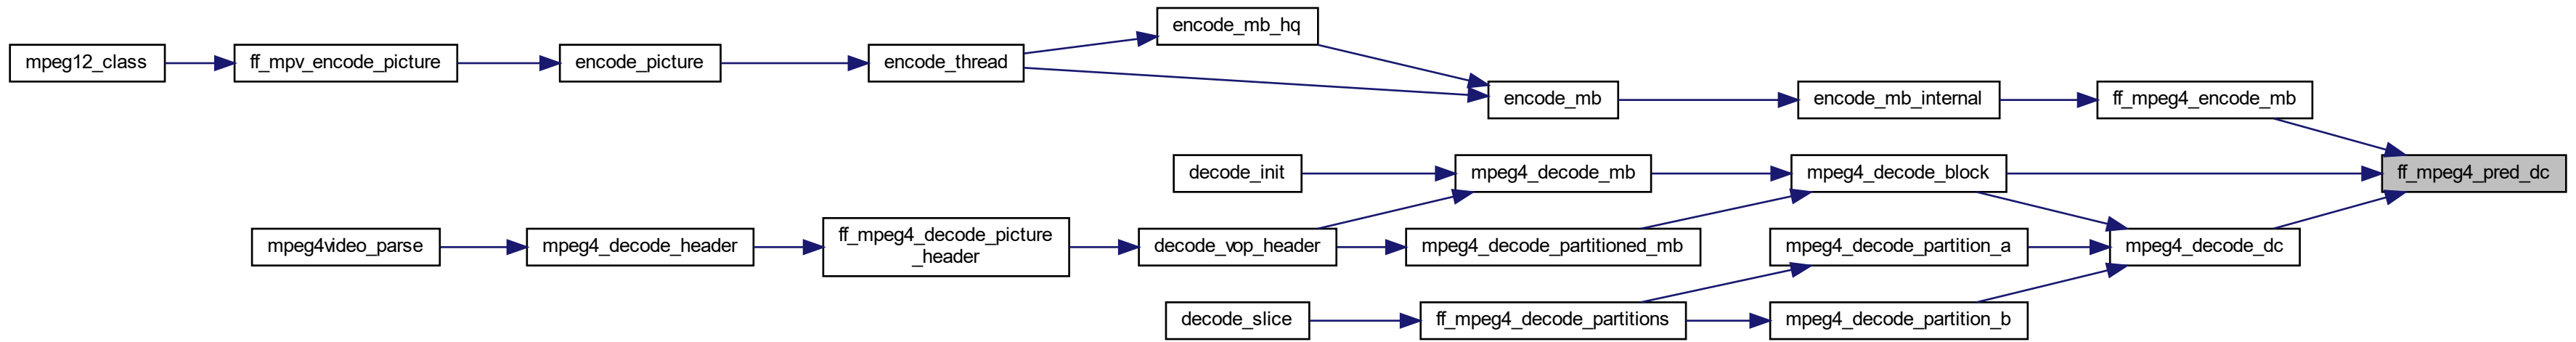 encode_mb_hq
mpeg12_class
ff_mpv_encode_picture
encode_picture
encode_thread
encode_mb
encode_mb_internal
ff_mpeg4_encode_mb
decode_init
mpeg4_decode_mb
mpeg4_decode_block
ff_mpeg4_pred_dc
mpeg4video_parse
mpeg4_decode_header
ff_mpeg4_decode_picture
_header
decode_vop_header
mpeg4_decode_partitioned_mb
mpeg4_decode_partition_a
mpeg4_decode_dc
decode_slice
ff_mpeg4_decode_partitions
mpeg4_decode_partition_b